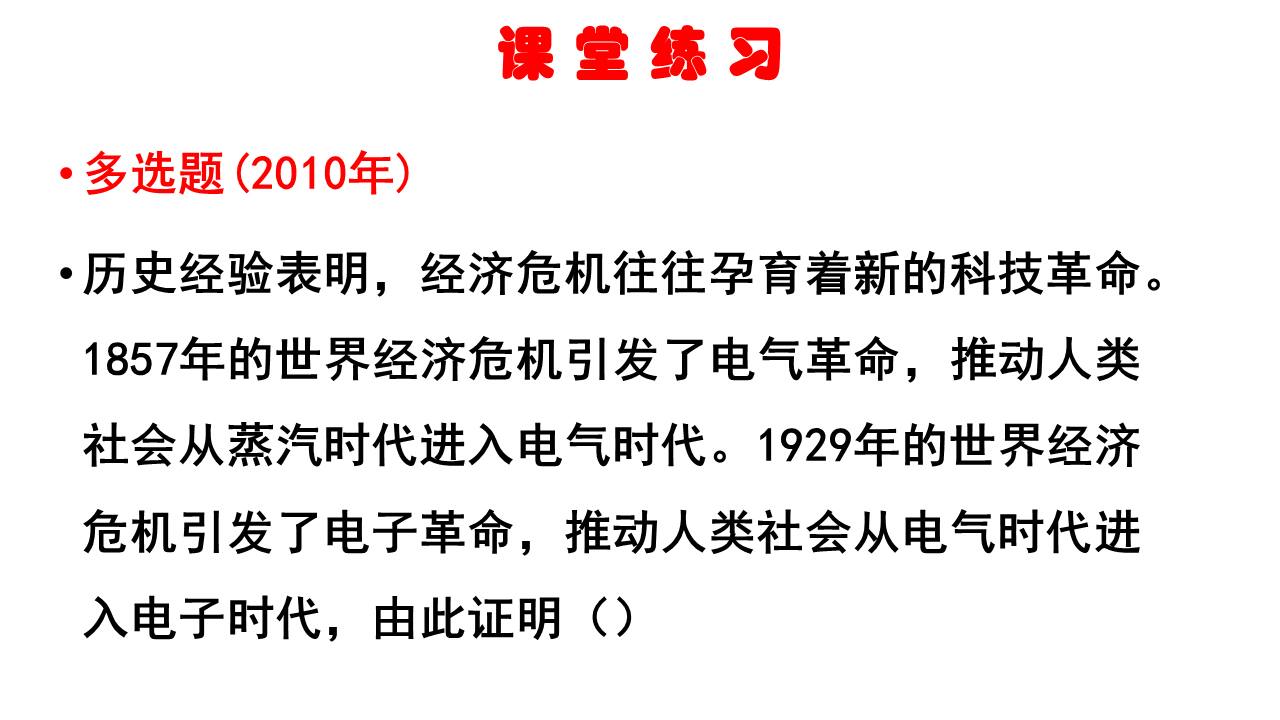 课堂练习
•多选题(2010年)
•历史经验表明，经济危机往往孕育着新的科技革命。
1857年的世界经济危机引发了电气革命，推动人类
社会从蒸汽时代进入电气时代。1929年的世界经济
危机引发了电子革命，推动人类社会从电气时代进
入电子时代，由此证明（）